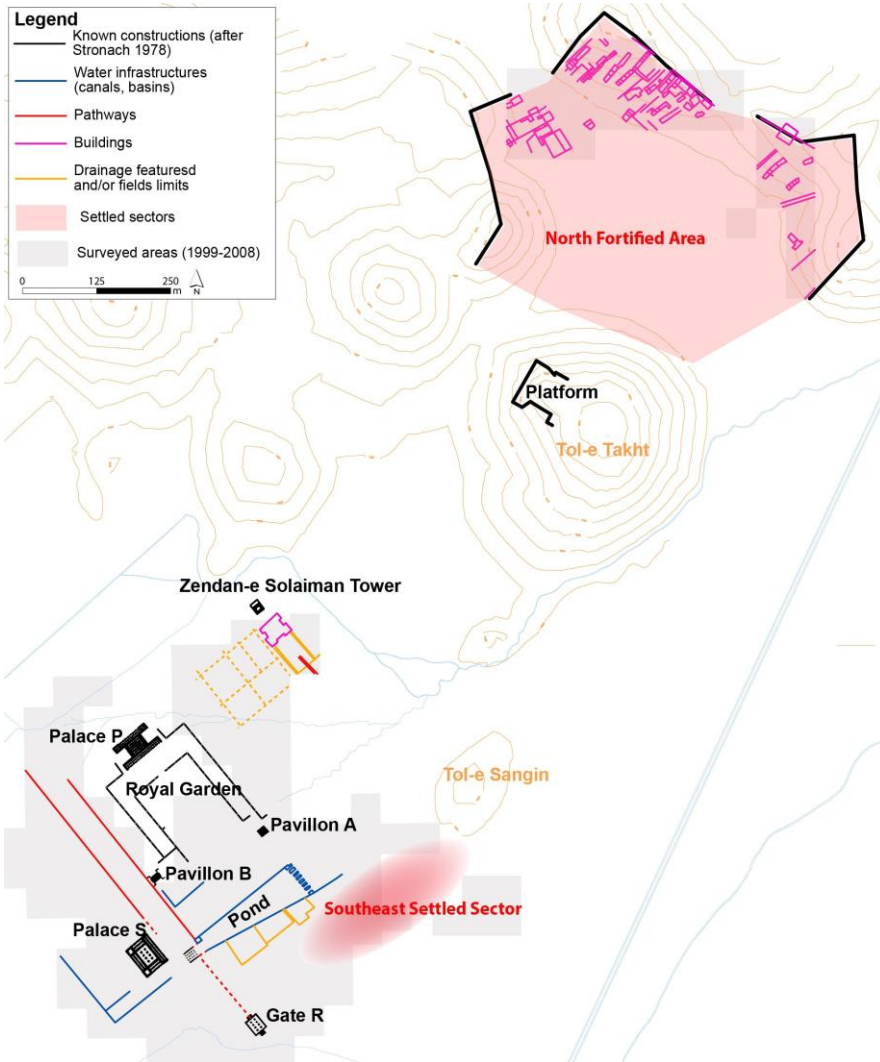 Legend
Known constructions (after
Stronach 1978)
Water infrastructures
(canals, basins)
Pathways
Buildings
Drainage featuresd
and/or fields limits
Settled sectors
Surveyed areas (1999-2008)
0 125 250
m
N
North Fortified Area
Platform
Tol-e Takht
Zendan-e Solaiman Tower
Palace P
Royal Garden
Tol-e Sangin
Pavillon A
Pavillon B
Pond
Southeast Settled Sector
Palace S
Gate R